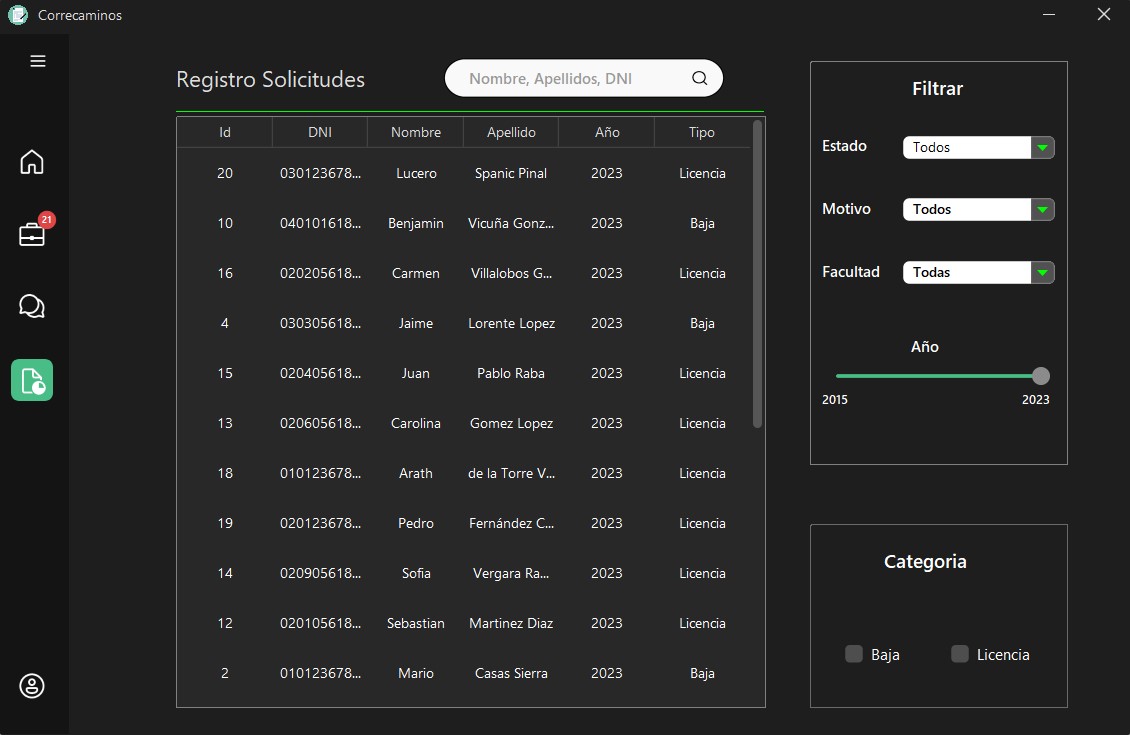 Correcaminos
Registro Solicitudes
Nombre, Apellidos, DNI
21
Id DNI Nombre Apellido Año Tipo
20 030123678... Lucero Spanic Pinal 2023 Licencia
10 040101618... Benjamin Vicuña Gonz... 2023 Baja
16 020205618... Carmen Villalobos G... 2023 Licencia
4 030305618... Jaime Lorente Lopez 2023 Baja
15 020405618... Juan Pablo Raba 2023 Licencia
13 020605618... Carolina Gomez Lopez 2023 Licencia
18 010123678... Arath de la Torre V... 2023 Licencia
19 020123678... Pedro Fernández C... 2023 Licencia
14 020905618... Sofia Vergara Ra... 2023 Licencia
12 020105618... Sebastian Martinez Diaz 2023 Licencia
2 010123678... Mario Casas Sierra 2023 Baja
Filtrar
Estado Todos
Motivo Todos
Facultad Todas
Año
2015 2023
Categoria
Baja Licencia